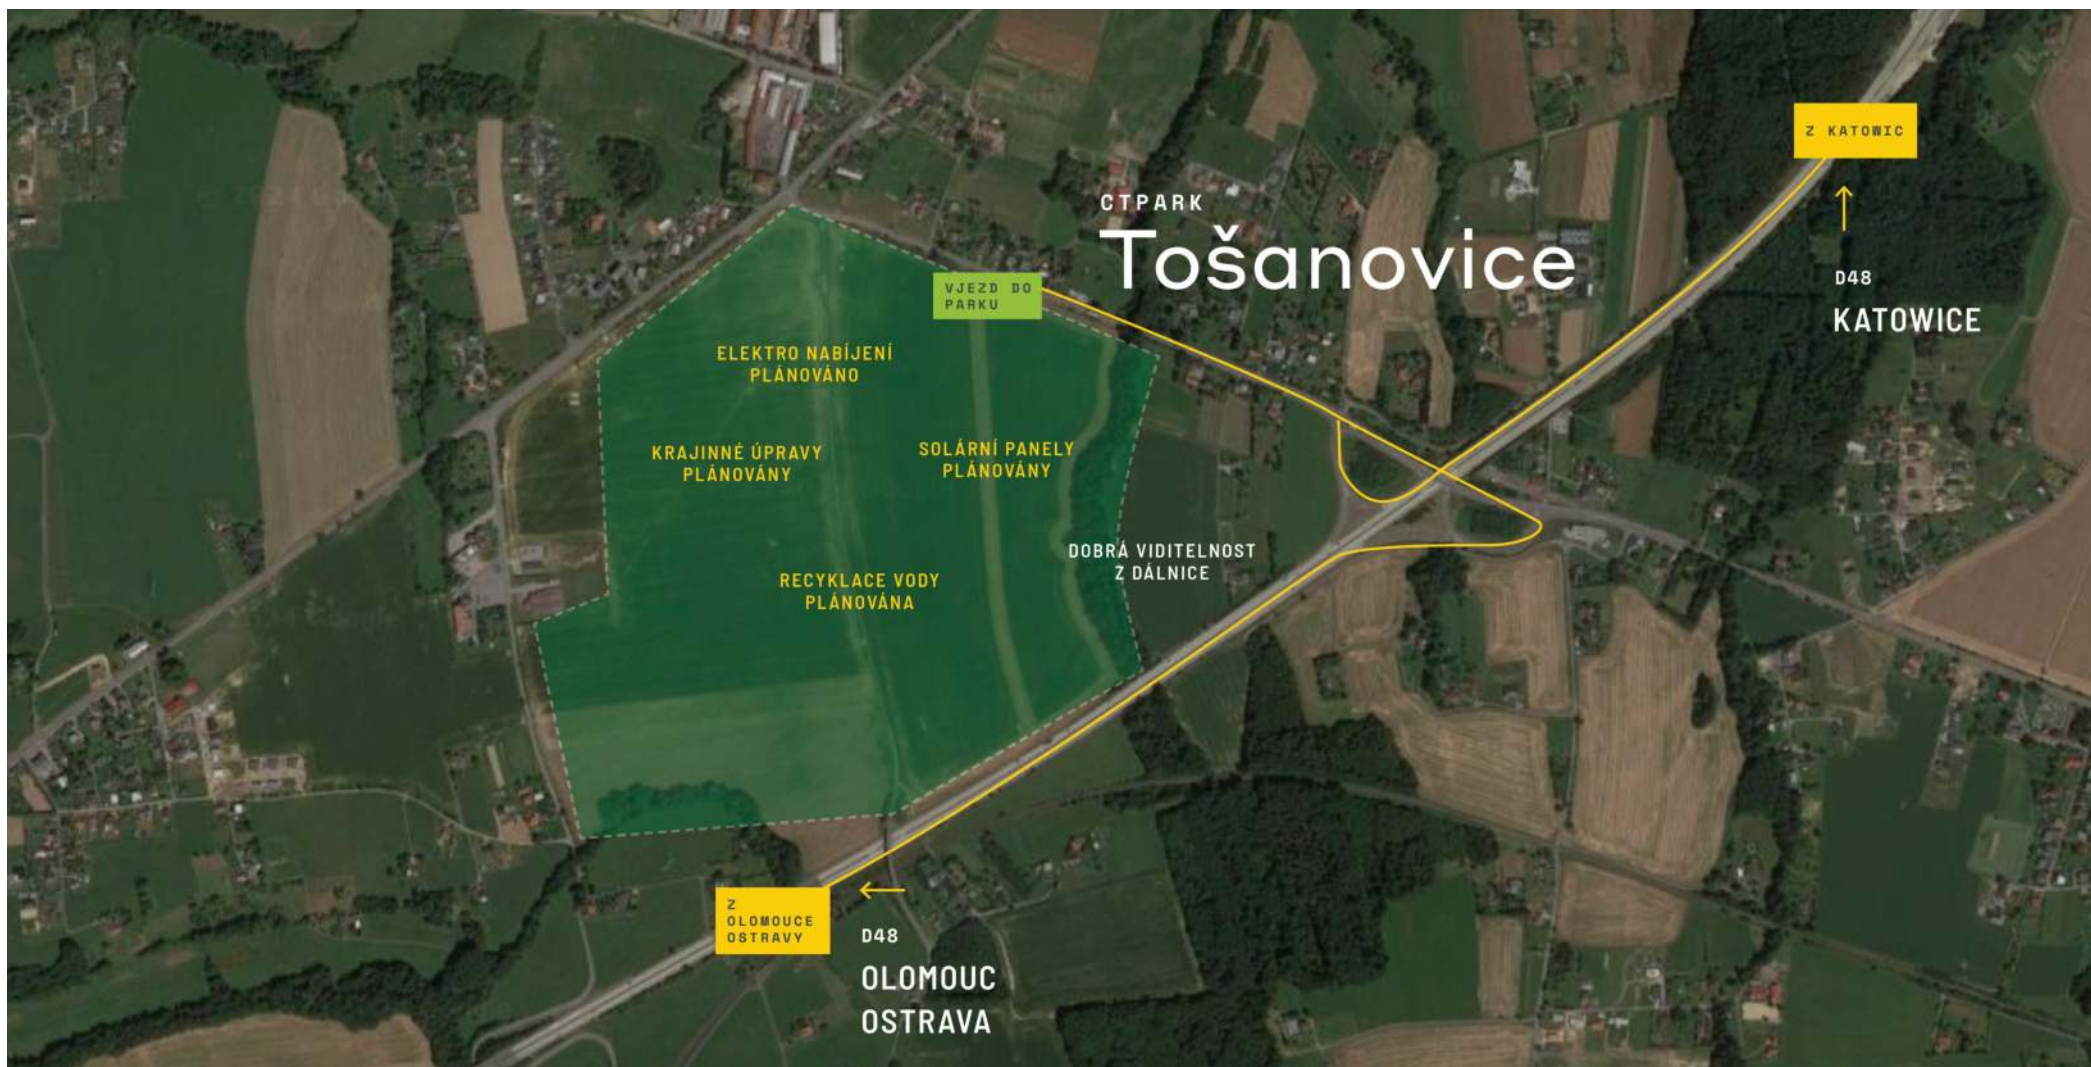 Z KATOWIC
CTPARK
Tošanovice
D48
KATOWICE
VJEZD DO
PARKU
ELEKTRO NABÍJENÍ
PLÁNOVÁNO
KRAJINNÉ ÚPRAVY
PLÁNOVÁNY
SOLÁRNÍ PANELY
PLÁNOVÁNY
DOBRÁ VIDITELNOST
Z DÁLNICE
RECYKLACE VODY
PLÁNOVÁNA
Z
OLOMOUCE
OSTRAVY
D48
OLOMOUC
OSTRAVA